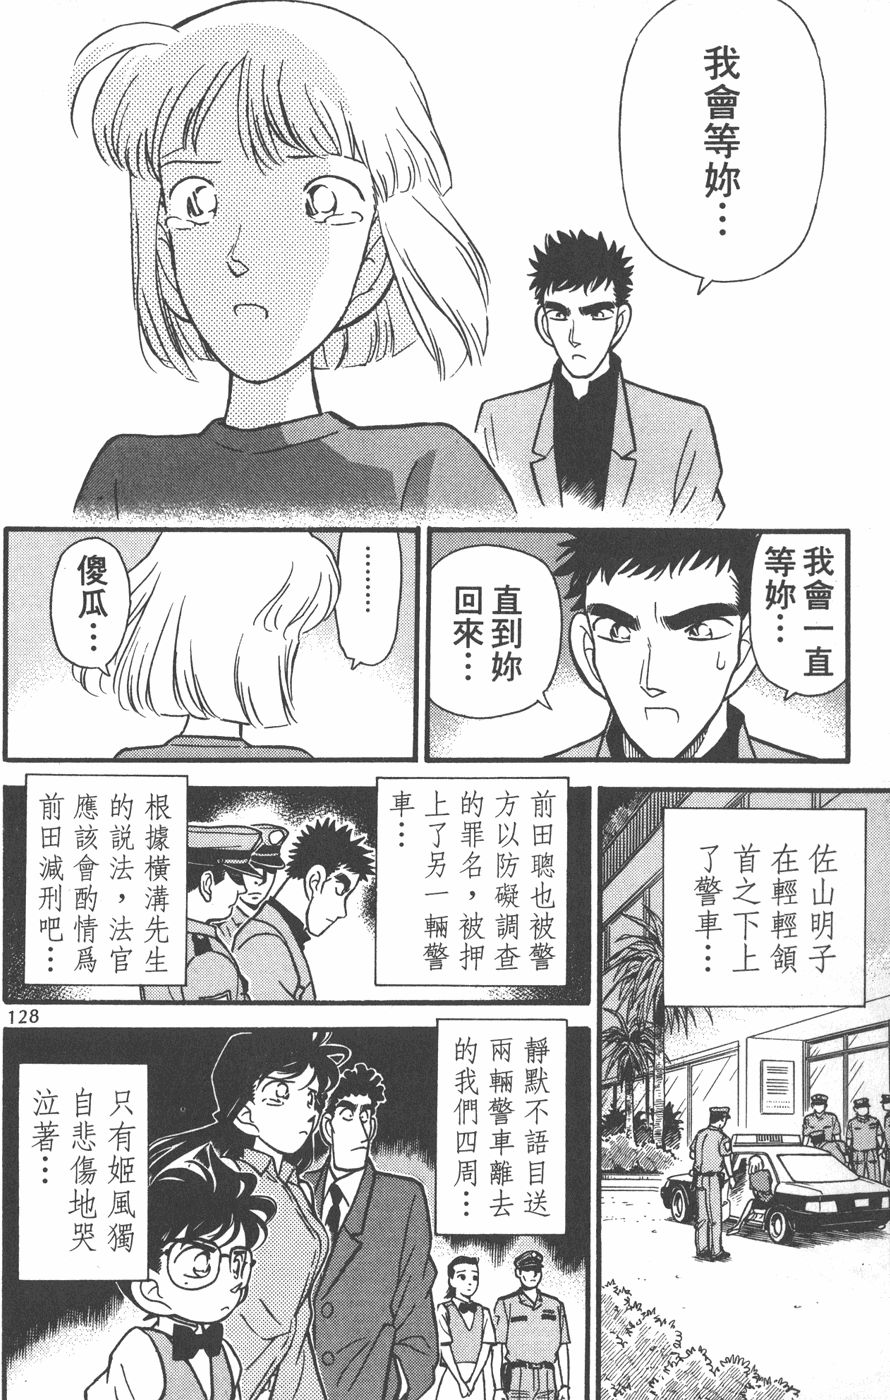 我會等妳…
我會一直
等妳…
直到妳
回來…
………
傻瓜…
佐山明子
在輕輕頷
首之下上
了警車…
前田聰也被警
方以防礙調查
的罪名，被押
上了另一輛警
車…
根據橫溝先生
的説法，法官
應該會酌情爲
前田減刑吧…
128
靜默不語目送
兩輛警車離去
的我們四周…
只有姬風獨
自悲傷地哭
泣著…